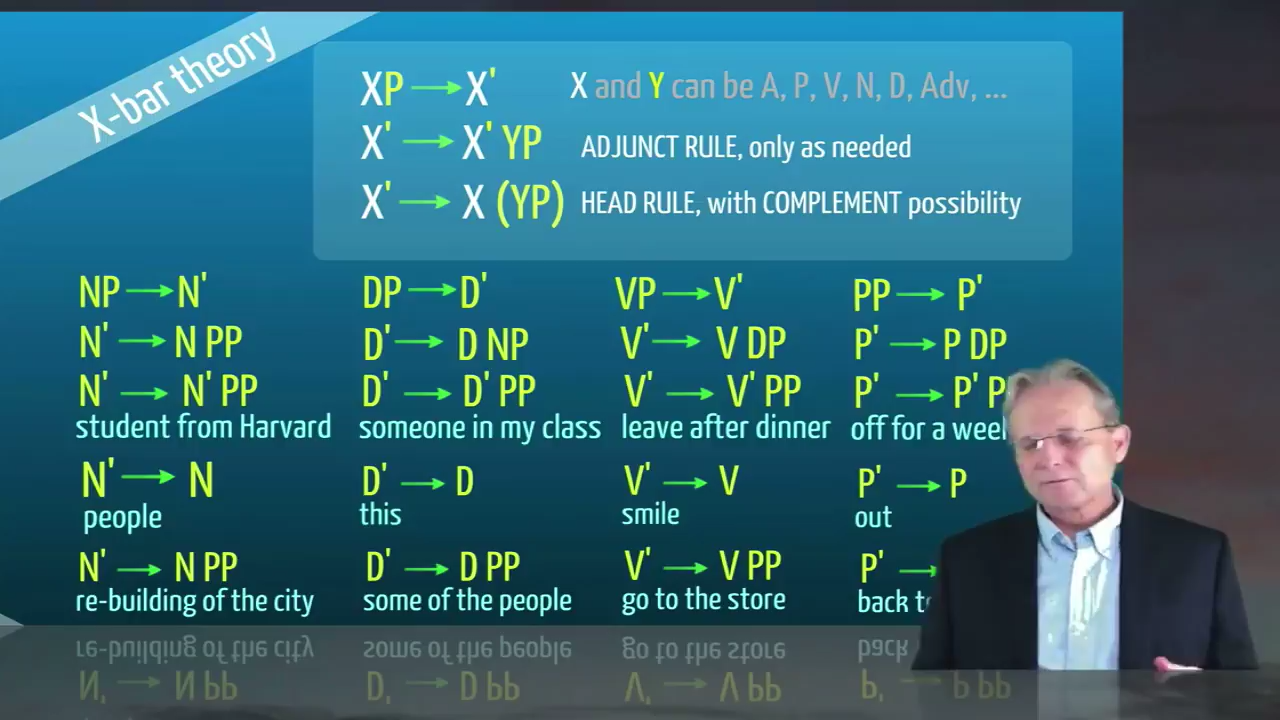 X-bar theory
XP → X'
X and Y can be A, P, V, N, D, Adv, ...
X' → X' YP
ADJUNCT RULE, only as needed
X' → X (YP)
HEAD RULE, with COMPLEMENT possibility
NP → N'
N' → N PP
N' → N' PP
student from Harvard
N' → N
people
N' → N PP
re-building of the city
DP → D'
D' → D NP
D' → D' PP
someone in my class
D' → D
this
D' → D PP
some of the people
VP → V'
V' → V DP
V' → V' PP
leave after dinner
V' → V
smile
V' → V PP
go to the store
PP → P'
P' → P DP
P' → P' P
off for a
P' → P
out
P' →
back